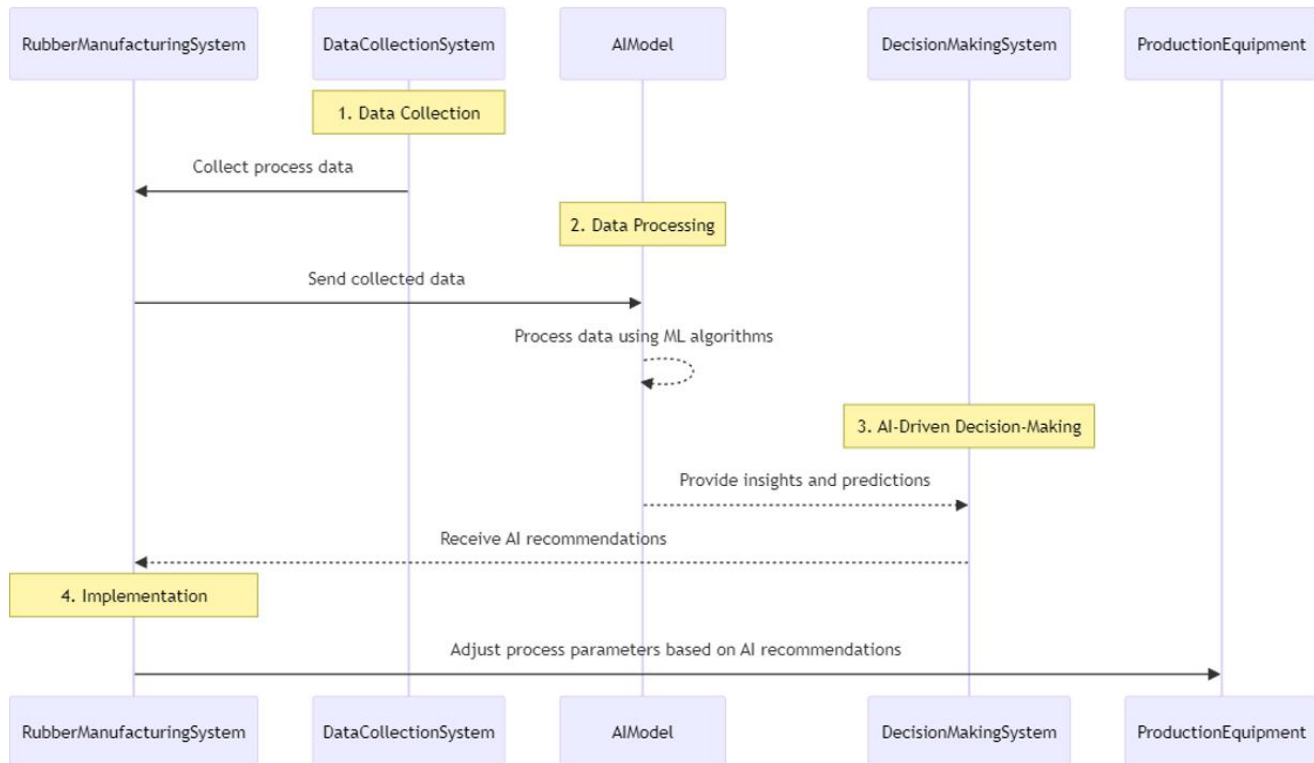 RubberManufacturingSystem
DataCollectionSystem
AIModel
DecisionMakingSystem
ProductionEquipment
1. Data Collection
Collect process data
2. Data Processing
Send collected data
Process data using ML algorithms
3. AI-Driven Decision-Making
Provide insights and predictions
Receive AI recommendations
4. Implementation
Adjust process parameters based on AI recommendations
RubberManufacturingSystem
DataCollectionSystem
AIModel
DecisionMakingSystem
ProductionEquipment